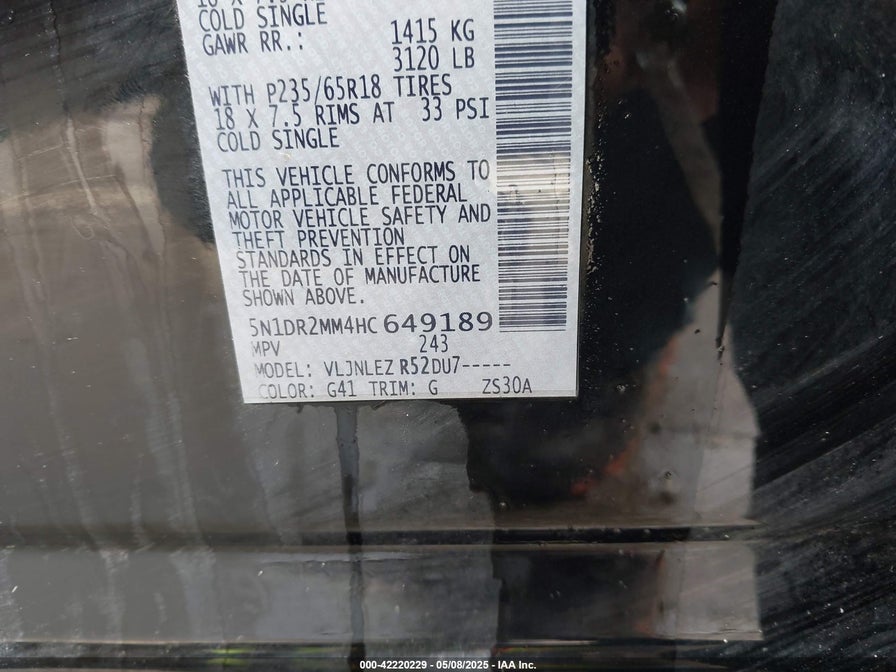 COLD SINGLE
GAWR RR.: 1415 KG
3120 LB
WITH P235/65R18 TIRES
18 X 7.5 RIMS AT 33 PSI
COLD SINGLE
THIS VEHICLE CONFORMS TO
ALL APPLICABLE FEDERAL
MOTOR VEHICLE SAFETY AND
THEFT PREVENTION
STANDARDS IN EFFECT ON
THE DATE OF MANUFACTURE
SHOWN ABOVE.
5N1DR2MM4HC649189
MPV 243
MODEL: VLJNLEZ R52DU7-----
COLOR: G41 TRIM: G ZS30A
000-42220229 - 05/08/2025 - IAA Inc.